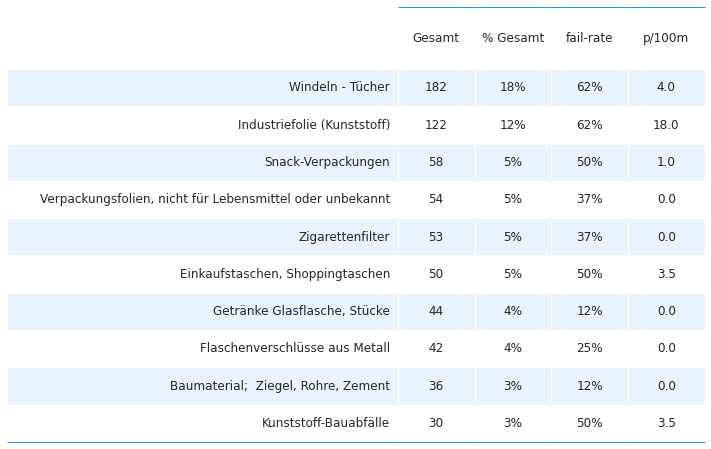 Gesamt % Gesamt fail-rate p/100m
Windeln - Tücher 182 18% 62% 4.0
Industriefolie (Kunststoff) 122 12% 62% 18.0
Snack-Verpackungen 58 5% 50% 1.0
Verpackungsfolien, nicht für Lebensmittel oder unbekannt 54 5% 37% 0.0
Zigarettenfilter 53 5% 37% 0.0
Einkaufstaschen, Shoppingtaschen 50 5% 50% 3.5
Getränke Glasflasche, Stücke 44 4% 12% 0.0
Flaschenverschlüsse aus Metall 42 4% 25% 0.0
Baumaterial;  Ziegel, Rohre, Zement 36 3% 12% 0.0
Kunststoff-Bauabfälle 30 3% 50% 3.5